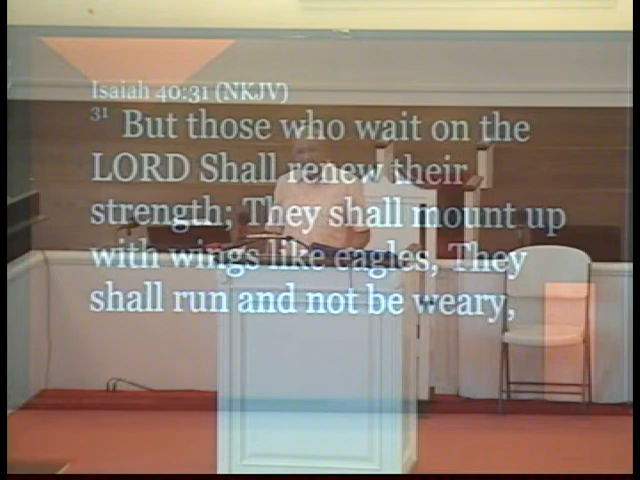 Isaiah 40:31 (NKJV)
31 But those who wait on the
LORD Shall renew their
strength; They shall mount up
with wings like eagles, They
shall run and not be weary,